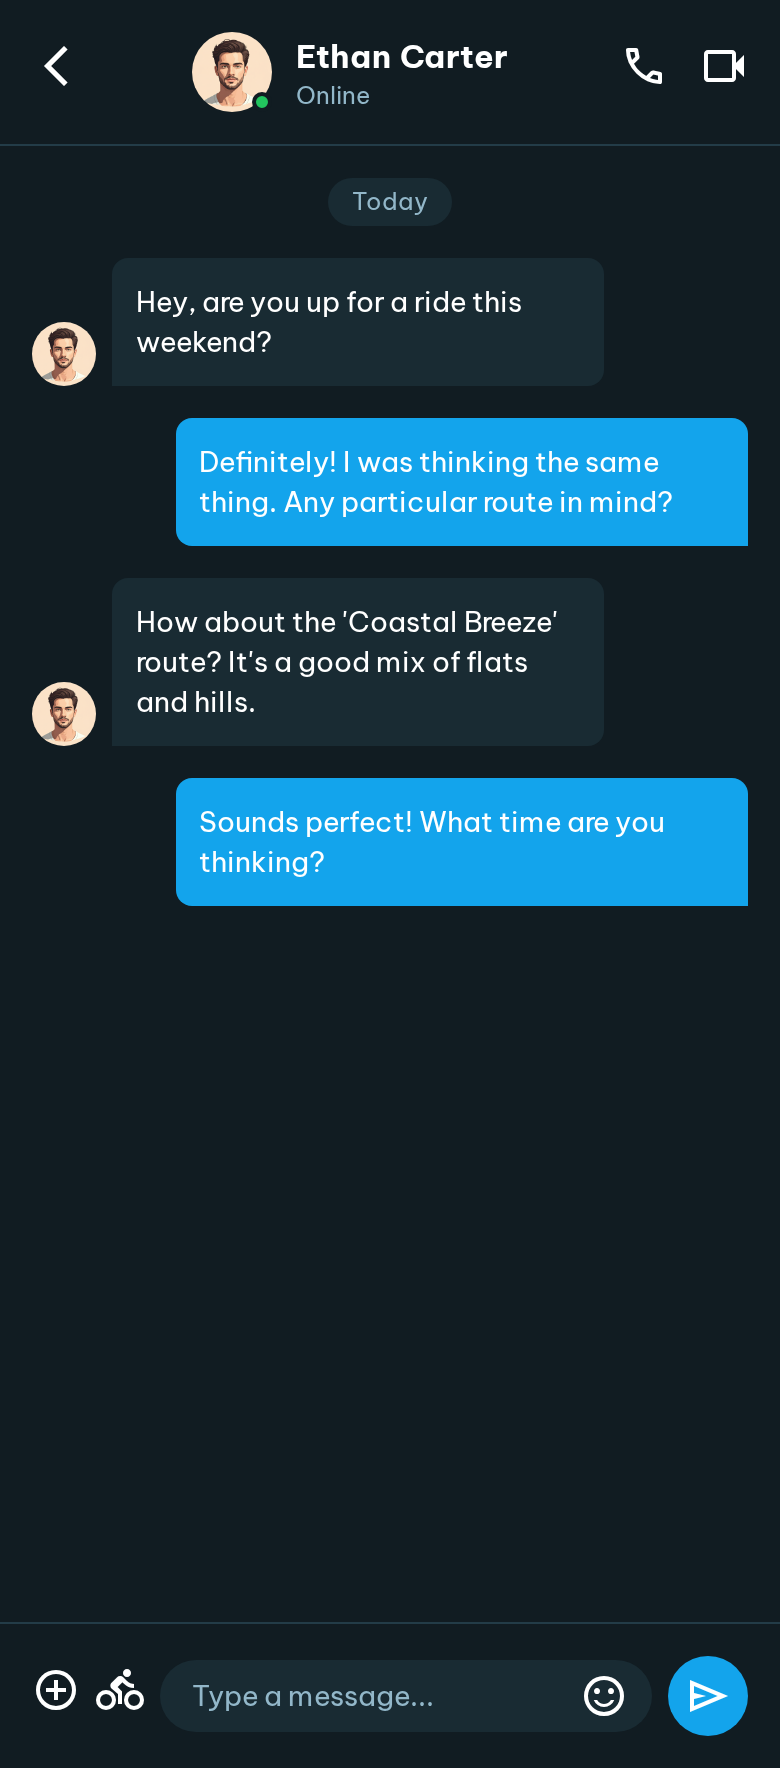 Ethan Carter
Online
Today
Hey, are you up for a ride this
weekend?
Definitely! I was thinking the same
thing. Any particular route in mind?
How about the 'Coastal Breeze'
route? It's a good mix of flats
and hills.
Sounds perfect! What time are you
thinking?
Type a message...